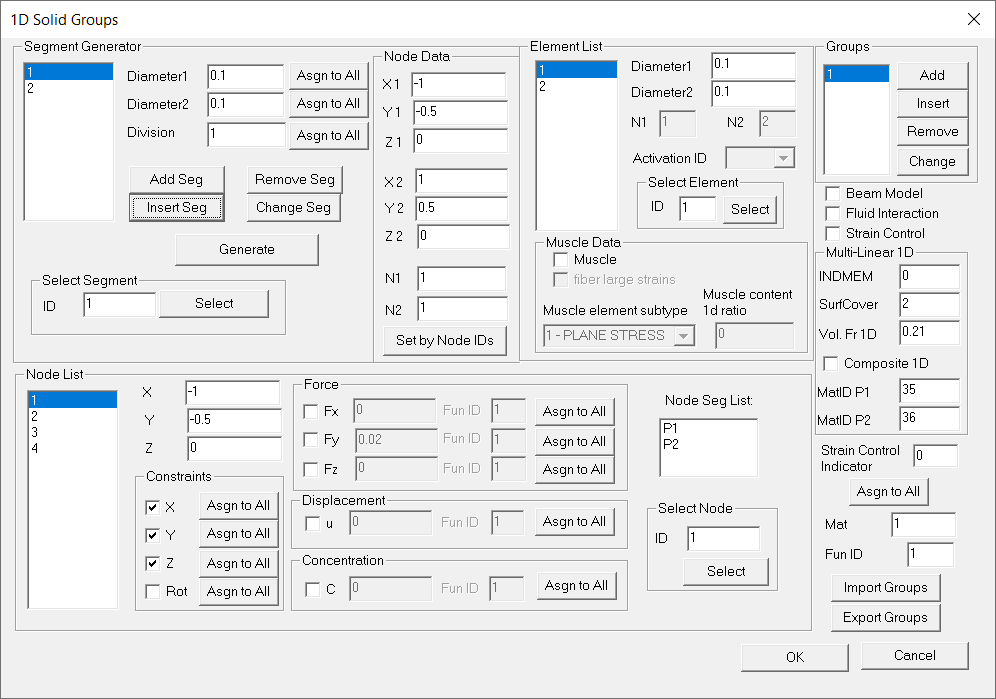 1D Solid Groups
Segment Generator
1
2
Diameter1 0.1 Asgn to All
Diameter2 0.1 Asgn to All
Division 1 Asgn to All
Add Seg Remove Seg
Insert Seg Change Seg
Generate
Select Segment
ID 1 Select
Node Data
X 1 -1
Y 1 -0.5
Z 1 0
X 2 1
Y 2 0.5
Z 2 0
N1 1
N2 1
Set by Node IDs
Element List
1
2
Diameter1 0.1
Diameter2 0.1
N1 1 N2 2
Activation ID
Select Element
ID 1 Select
Muscle Data
Muscle
fiber large strains
Muscle element subtype
1 - PLANE STRESS
Muscle content
1d ratio
0
Groups
1
Add
Insert
Remove
Change
Beam Model
Fluid Interaction
Strain Control
Multi-Linear 1D
INDMEM 0
SurfCover 2
Vol. Fr 1D 0.21
Composite 1D
MatID P1 35
MatID P2 36
Strain Control
Indicator 0
Asgn to All
Mat 1
Fun ID 1
Import Groups
Export Groups
Node List
1
2
3
4
X -1
Y -0.5
Z 0
Constraints
X Asgn to All
Y Asgn to All
Z Asgn to All
Rot Asgn to All
Force
Fx 0 Fun ID 1 Asgn to All
Fy 0.02 Fun ID 1 Asgn to All
Fz 0 Fun ID 1 Asgn to All
Displacement
u 0 Fun ID 1 Asgn to All
Concentration
C 0 Fun ID 1 Asgn to All
Node Seg List:
P1
P2
Select Node
ID 1
Select
OK Cancel